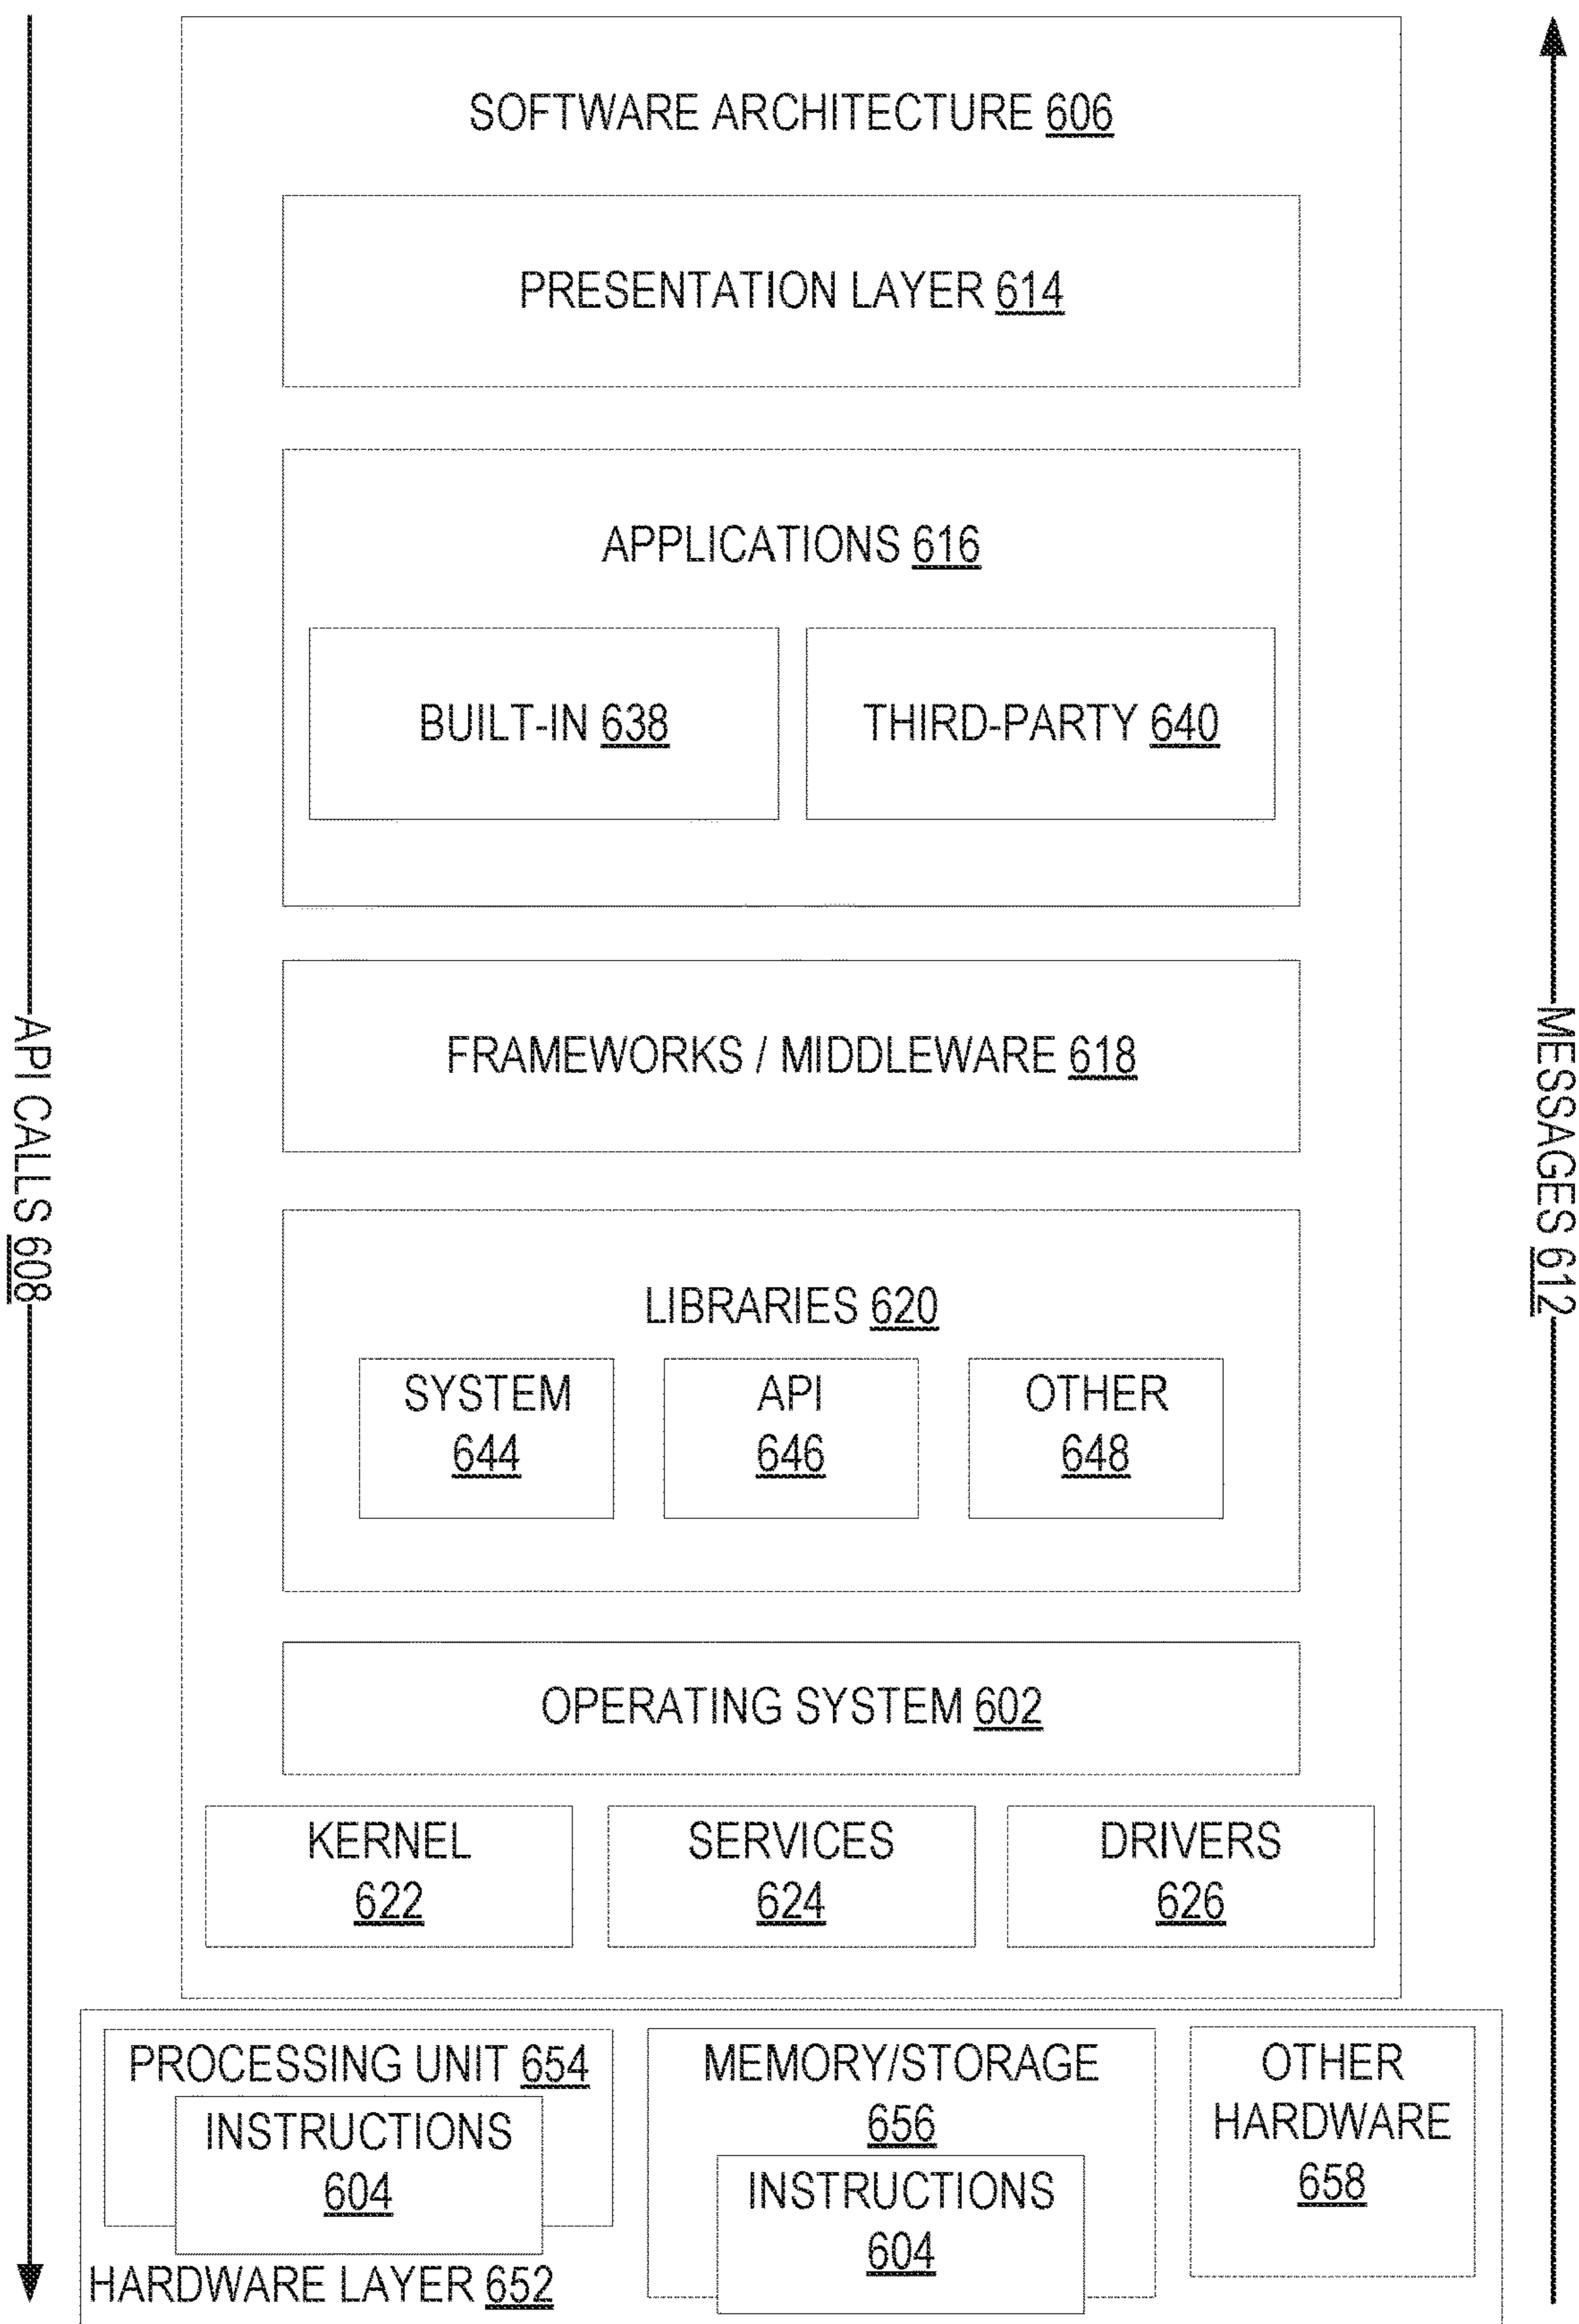 SOFTWARE ARCHITECTURE 606
PRESENTATION LAYER 614
APPLICATIONS 616
BUILT-IN 638
THIRD-PARTY 640
FRAMEWORKS / MIDDLEWARE 618
API CALLS 608
MESSAGES 612
LIBRARIES 620
SYSTEM
644
API
646
OTHER
648
OPERATING SYSTEM 602
KERNEL
622
SERVICES
624
DRIVERS
626
PROCESSING UNIT 654
INSTRUCTIONS
604
MEMORY/STORAGE
656
INSTRUCTIONS
604
OTHER
HARDWARE
658
HARDWARE LAYER 652